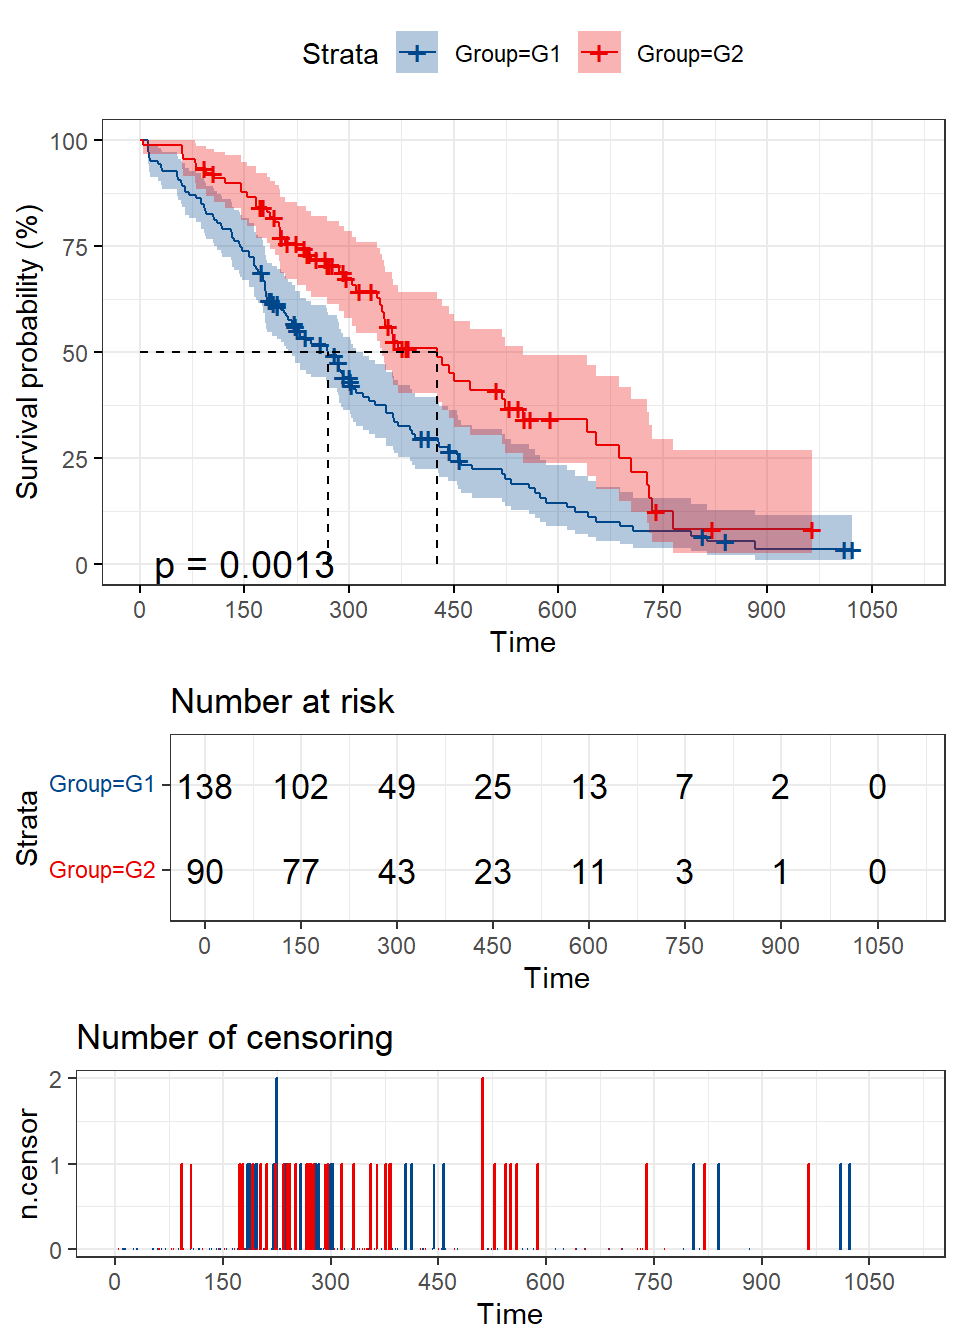 Strata Group=G1 Group=G2
Survival probability (%)
100
75
50
25
0
p = 0.0013
0 150 300 450 600 750 900 1050
Time
Number at risk
Strata
Group=G1 138 102 49 25 13 7 2 0
Group=G2 90 77 43 23 11 3 1 0
0 150 300 450 600 750 900 1050
Time
Number of censoring
n.censor
2
1
0
0 150 300 450 600 750 900 1050
Time